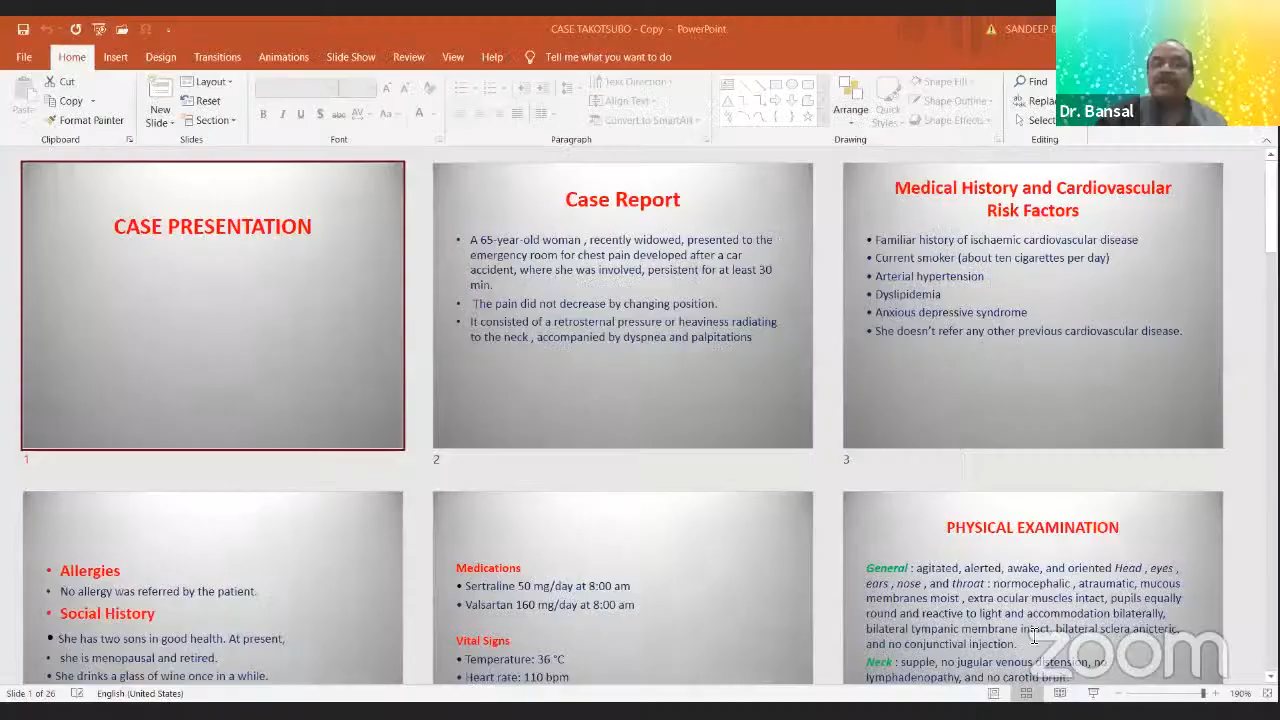 CASE TAKOTSUBO - Copy - PowerPoint
SANDEEP B
File Home Insert Design Transitions Animations Slide Show Review View Help Tell me what you want to do
Dr. Bansal
Paste
Cut
Copy
Format Painter
Clipboard
New
Slide
Layout
Reset
Section
Slides
Font
Text Direction
Align Text
Convert to SmartArt
Paragraph
Arrange
Quick
Styles
Shape Fill
Shape Outline
Shape Effects
Drawing
Find
Replac
Select
Editing
CASE PRESENTATION
1
Case Report
• A 65-year-old woman , recently widowed, presented to the
emergency room for chest pain developed after a car
accident, where she was involved, persistent for at least 30
min.
• The pain did not decrease by changing position.
• It consisted of a retrosternal pressure or heaviness radiating
to the neck , accompanied by dyspnea and palpitations
2
Medical History and Cardiovascular
Risk Factors
• Familiar history of ischaemic cardiovascular disease
• Current smoker (about ten cigarettes per day)
• Arterial hypertension
• Dyslipidemia
• Anxious depressive syndrome
• She doesn't refer any other previous cardiovascular disease.
3
• Allergies
• No allergy was referred by the patient.
• Social History
• She has two sons in good health. At present,
• she is menopausal and retired.
• She drinks a glass of wine once in a while.
Medications
• Sertraline 50 mg/day at 8:00 am
• Valsartan 160 mg/day at 8:00 am
Vital Signs
• Temperature: 36 °C
• Heart rate: 110 bpm
PHYSICAL EXAMINATION
General : agitated, alerted, awake, and oriented Head , eyes ,
ears , nose , and throat : normocephalic , atraumatic, mucous
membranes moist , extra ocular muscles intact, pupils equally
round and reactive to light and accommodation bilaterally,
bilateral tympanic membrane intact, bilateral sclera anicteric,
and no conjunctival injection.
Neck : supple, no jugular venous distension, no
lymphadenopathy, and no carotid bruit.
zoom
Slide 1 of 26 English (United States)
190%